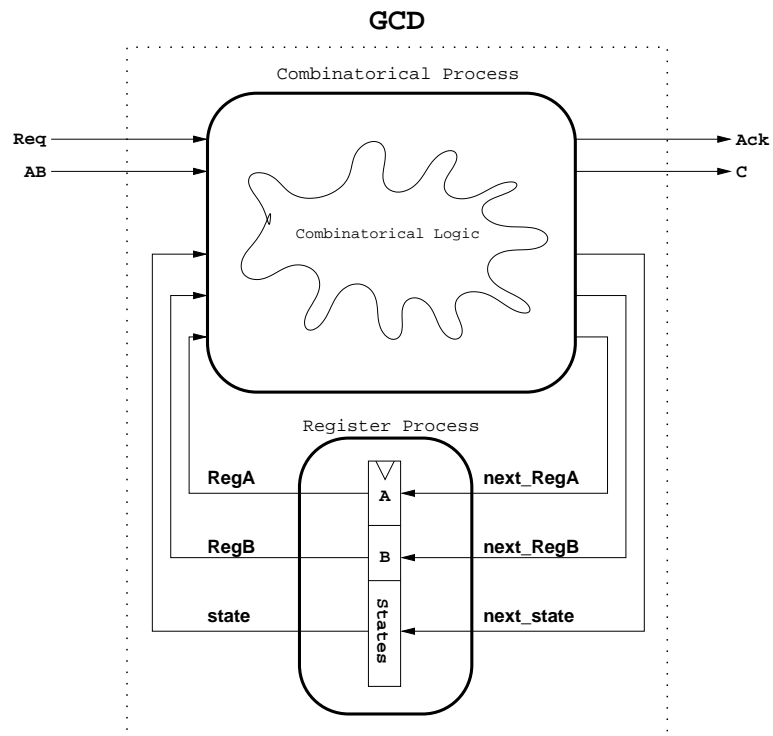 GCD
Combinatorical Process
Req
Ack
AB
C
Combinatorical Logic
Register Process
RegA
A
next_RegA
RegB
B
next_RegB
state
States
next_state